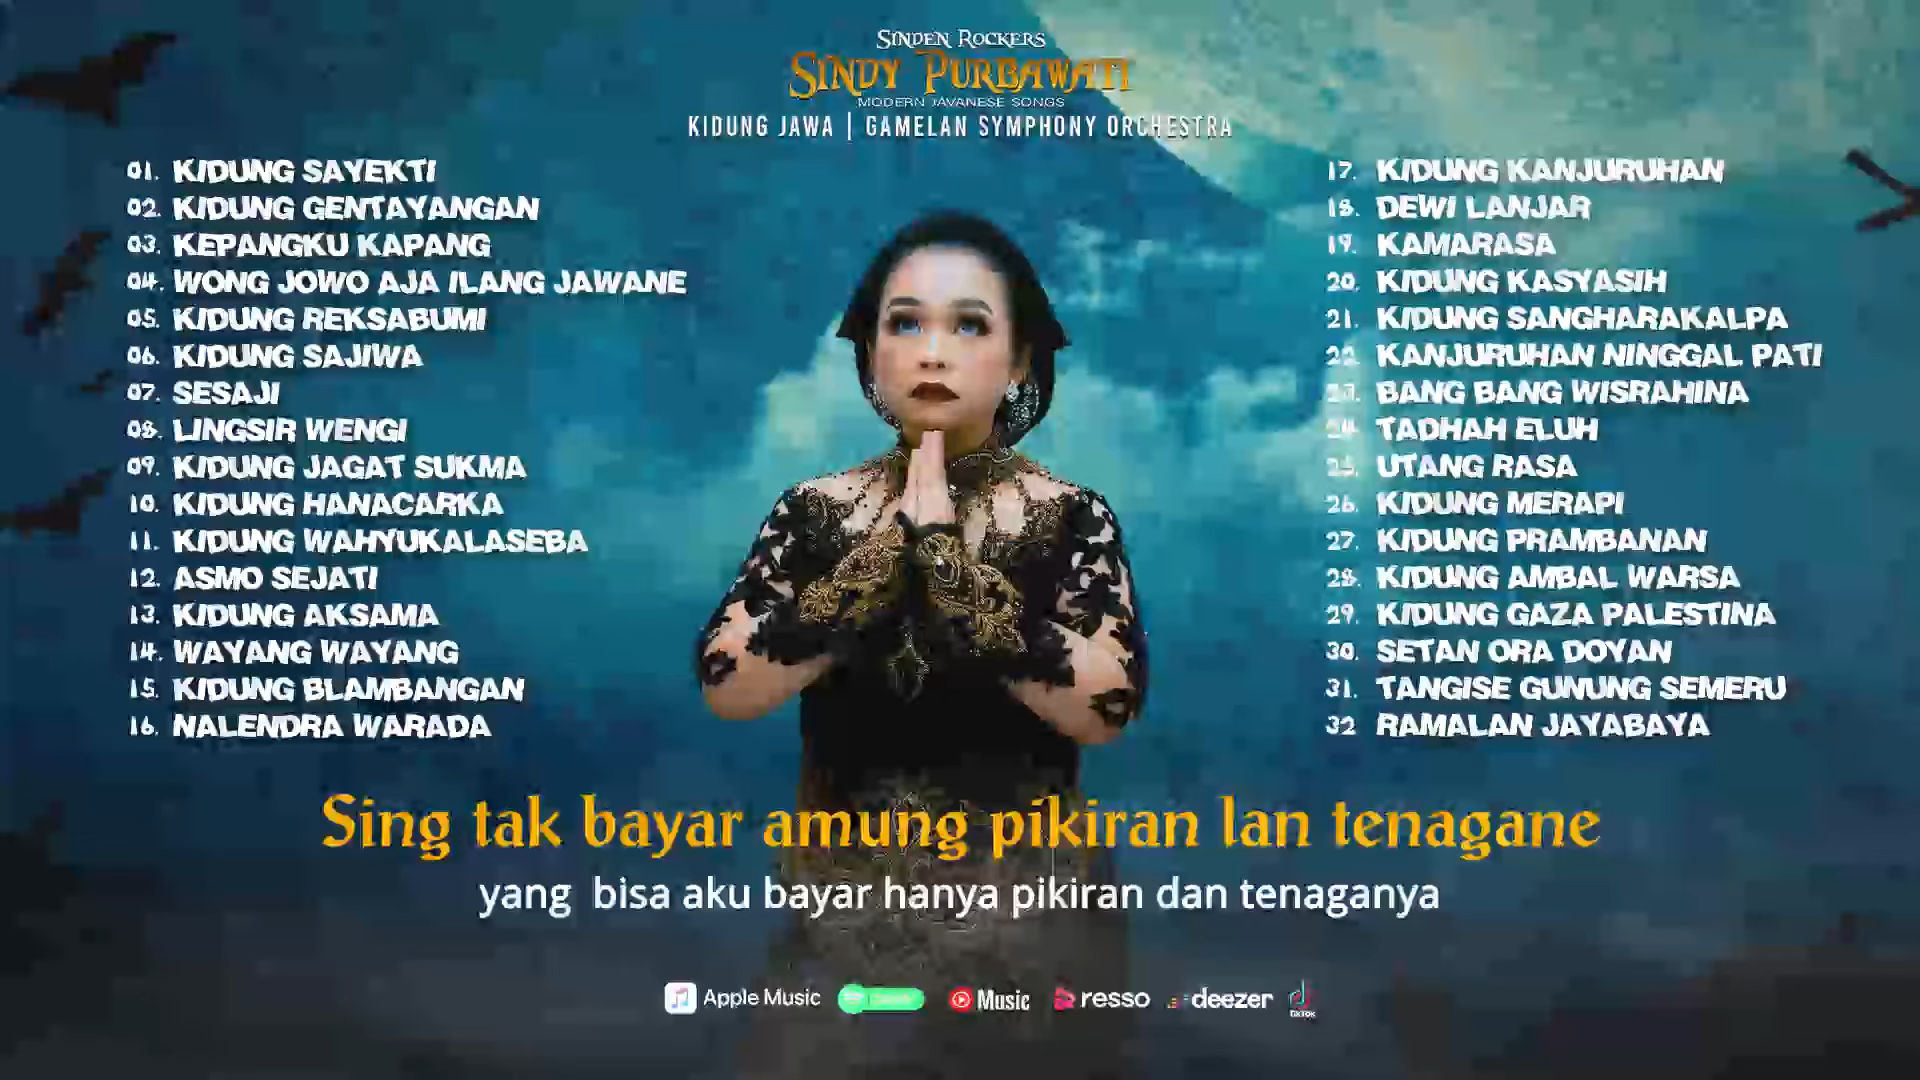 SINDEN ROCKERS
SINDY PURBAWATI
MODERN JAVANESE SONGS
KIDUNG JAWA | GAMELAN SYMPHONY ORCHESTRA
01. KIDUNG SAYEKTI
02. KIDUNG GENTAYANGAN
03. KEPANGKU KAPANG
04. WONG JOWO AJA ILANG JAWANE
05. KIDUNG REKSABUMI
06. KIDUNG SAJIWA
07. SESAJI
08. LINGSIR WENGI
09. KIDUNG JAGAT SUKMA
10. KIDUNG HANACARKA
11. KIDUNG WAHYUKALASEBA
12. ASMO SEJATI
13. KIDUNG AKSAMA
14. WAYANG WAYANG
15. KIDUNG BLAMBANGAN
16. NALENDRA WARADA
17. KIDUNG KANJURUHAN
18. DEWI LANJAR
19. KAMARASA
20. KIDUNG KASYASIH
21. KIDUNG SANGHARAKALPA
22. KANJURUHAN NINGGAL PATI
23. BANG BANG WISRAHINA
24. TADHAH ELUH
25. UTANG RASA
26. KIDUNG MERAPI
27. KIDUNG PRAMBANAN
28. KIDUNG AMBAL WARSA
29. KIDUNG GAZA PALESTINA
30. SETAN ORA DOYAN
31. TANGISE GUNUNG SEMERU
32 RAMALAN JAYABAYA
Sing tak bayar amung pikiran lan tenagane
yang bisa aku bayar hanya pikiran dan tenaganya
Apple Music
Music
resso
deezer
TikTok